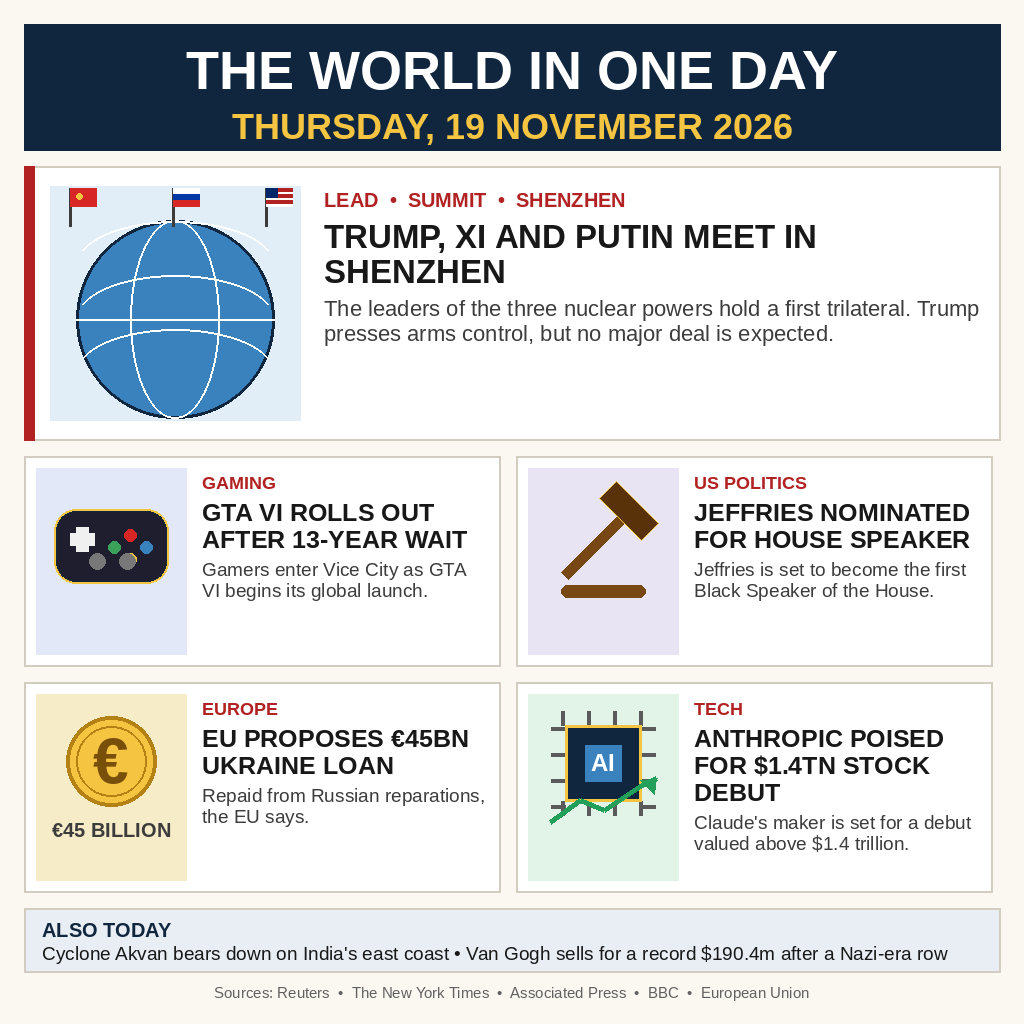 THE WORLD IN ONE DAY
THURSDAY, 19 NOVEMBER 2026
LEAD • SUMMIT • SHENZHEN
TRUMP, XI AND PUTIN MEET IN
SHENZHEN
The leaders of the three nuclear powers hold a first trilateral. Trump
presses arms control, but no major deal is expected.
GAMING
GTA VI ROLLS OUT
AFTER 13-YEAR WAIT
Gamers enter Vice City as GTA
VI begins its global launch.
US POLITICS
JEFFRIES NOMINATED
FOR HOUSE SPEAKER
Jeffries is set to become the first
Black Speaker of the House.
€
€45 BILLION
EUROPE
EU PROPOSES €45BN
UKRAINE LOAN
Repaid from Russian reparations,
the EU says.
AI
TECH
ANTHROPIC POISED
FOR $1.4TN STOCK
DEBUT
Claude's maker is set for a debut
valued above $1.4 trillion.
ALSO TODAY
Cyclone Akvan bears down on India's east coast • Van Gogh sells for a record $190.4m after a Nazi-era row
Sources: Reuters • The New York Times • Associated Press • BBC • European Union